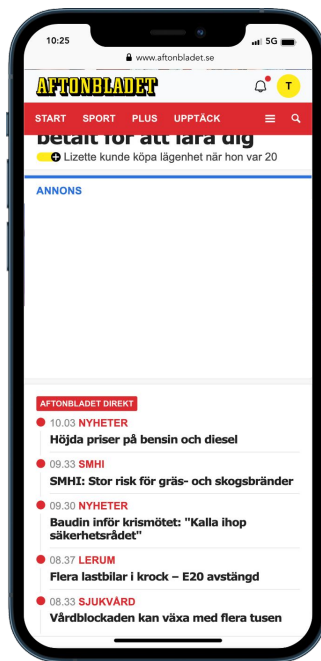 10:25
5G
www.aftonbladet.se
AFTONBLADET
T
START SPORT PLUS UPPTÄCK
betalt för att lära dig
Lizette kunde köpa lägenhet när hon var 20
ANNONS
AFTONBLADET DIREKT
10.03 NYHETER
Höjda priser på bensin och diesel
09.33 SMHI
SMHI: Stor risk för gräs- och skogsbränder
09.30 NYHETER
Baudin inför krismötet: "Kalla ihop
säkerhetsrådet"
08.37 LERUM
Flera lastbilar i krock – E20 avstängd
08.33 SJUKVÅRD
Vårdblockaden kan växa med flera tusen